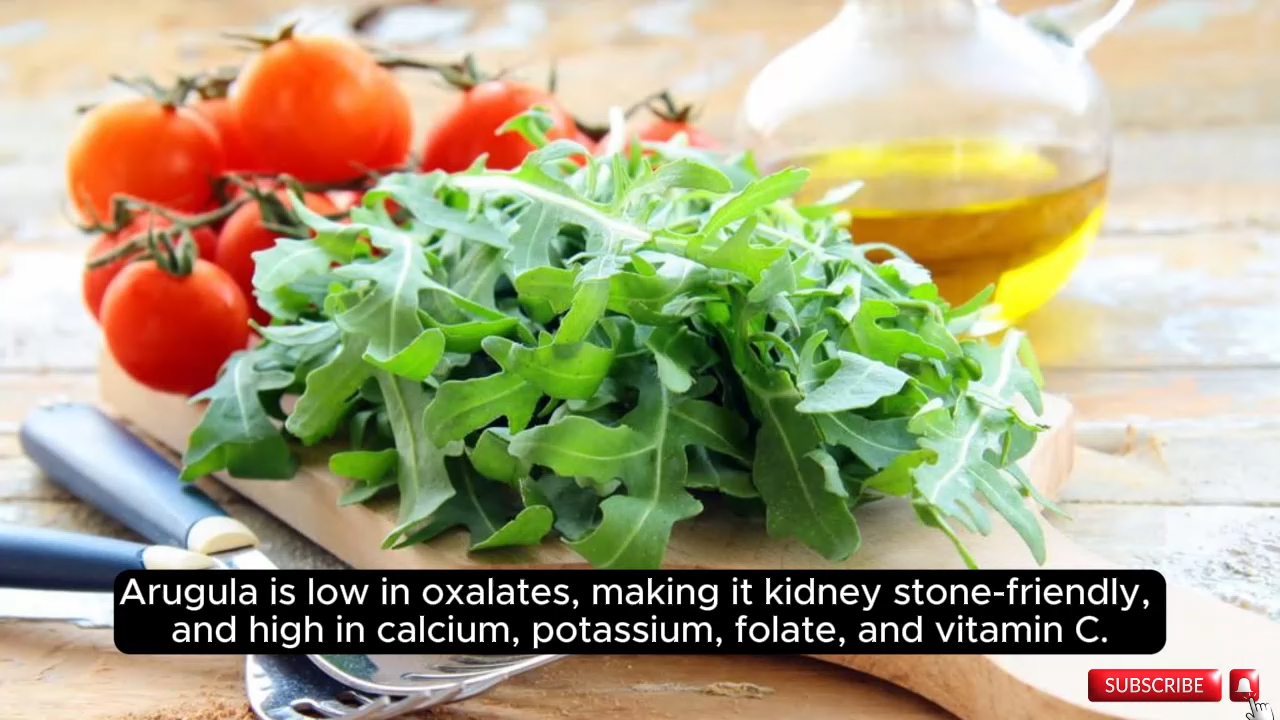 Arugula is low in oxalates, making it kidney stone-friendly,
and high in calcium, potassium, folate, and vitamin C.
SUBSCRIBE